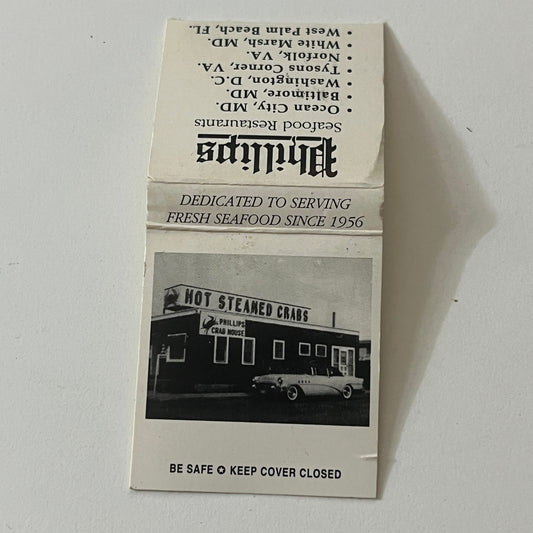 Phillips
Seafood Restaurants
• Ocean City, MD.
• Baltimore, MD.
• Washington, D.C.
• Tysons Corner, VA.
• Norfolk, VA.
• White Marsh, MD.
• West Palm Beach, FL.
DEDICATED TO SERVING
FRESH SEAFOOD SINCE 1956
HOT STEAMED CRABS
PHILLIPS
CRAB HOUSE
BE SAFE ✪ KEEP COVER CLOSED